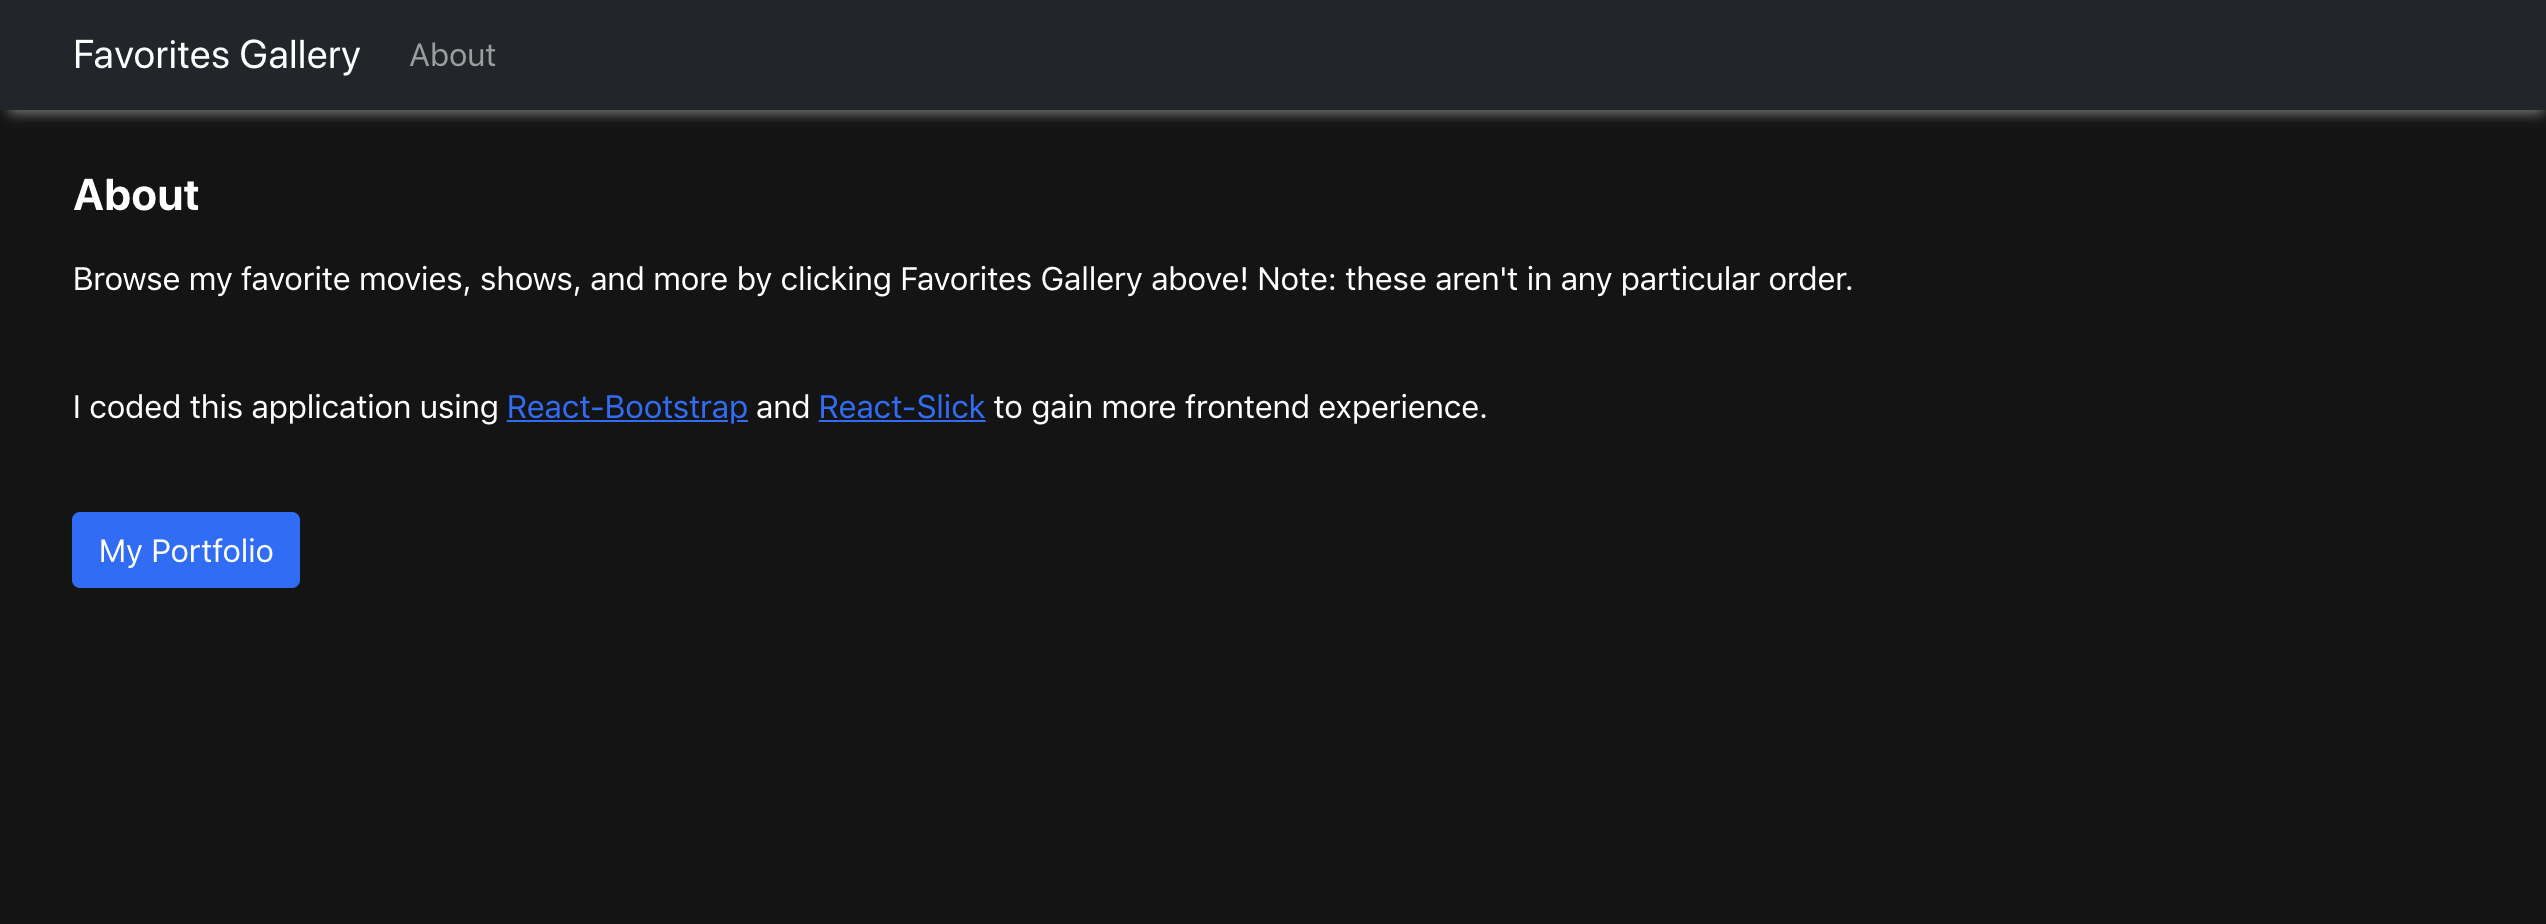 Favorites Gallery About
About
Browse my favorite movies, shows, and more by clicking Favorites Gallery above! Note: these aren't in any particular order.
I coded this application using React-Bootstrap and React-Slick to gain more frontend experience.
My Portfolio